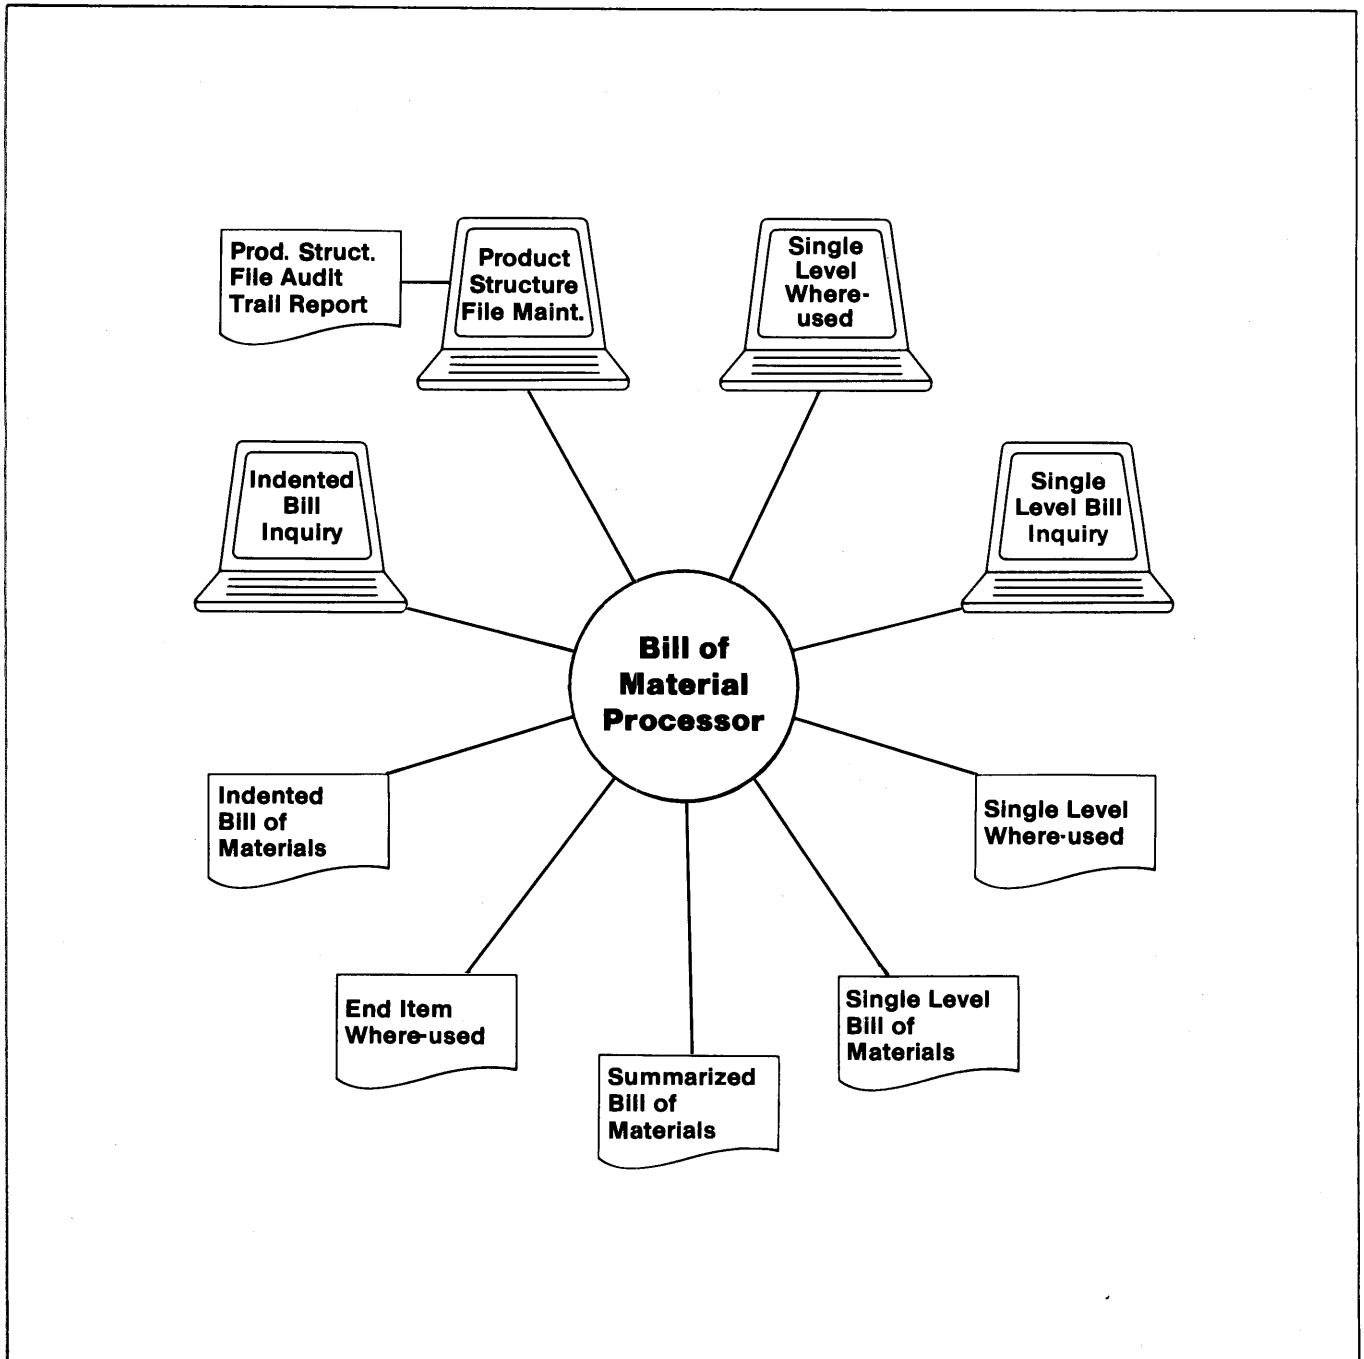 Prod. Struct.
File Audit
Trail Report
Product
Structure
File Maint.
Single
Level
Where-
used
Indented
Bill
Inquiry
Single
Level Bill
Inquiry
Bill of
Material
Processor
Indented
Bill of
Materials
Single Level
Where-used
End Item
Where-used
Single Level
Bill of
Materials
Summarized
Bill of
Materials